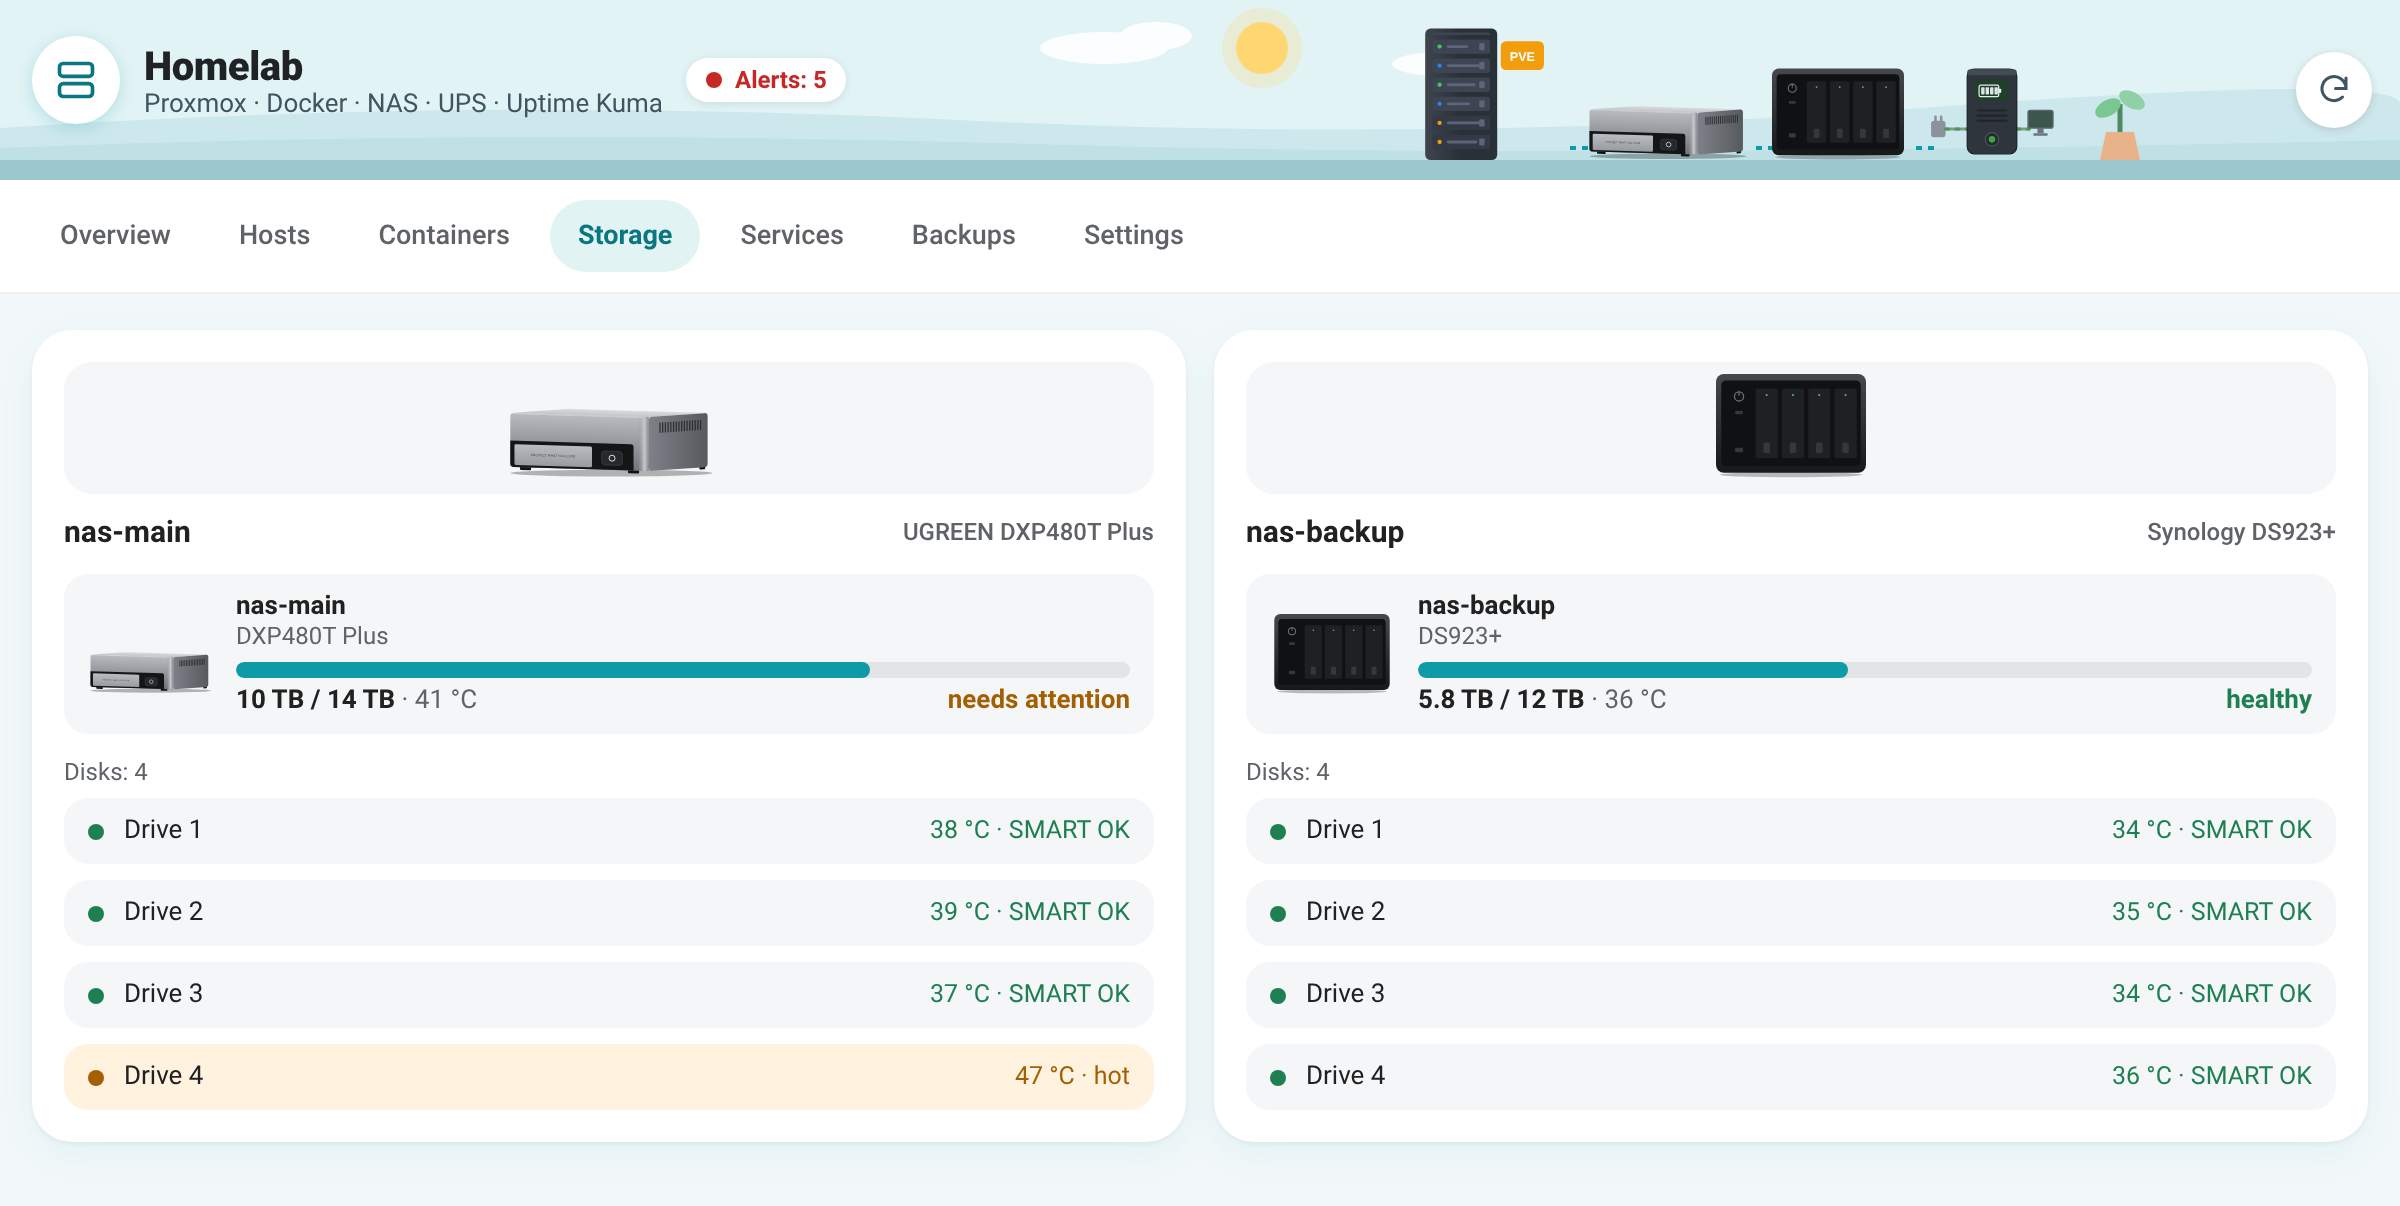 Homelab
Proxmox · Docker · NAS · UPS · Uptime Kuma
Alerts: 5
PVE
Overview
Hosts
Containers
Storage
Services
Backups
Settings
nas-main
UGREEN DXP480T Plus
nas-main
DXP480T Plus
10 TB / 14 TB · 41 °C
needs attention
Disks: 4
Drive 1
38 °C · SMART OK
Drive 2
39 °C · SMART OK
Drive 3
37 °C · SMART OK
Drive 4
47 °C · hot
nas-backup
Synology DS923+
nas-backup
DS923+
5.8 TB / 12 TB · 36 °C
healthy
Disks: 4
Drive 1
34 °C · SMART OK
Drive 2
35 °C · SMART OK
Drive 3
34 °C · SMART OK
Drive 4
36 °C · SMART OK